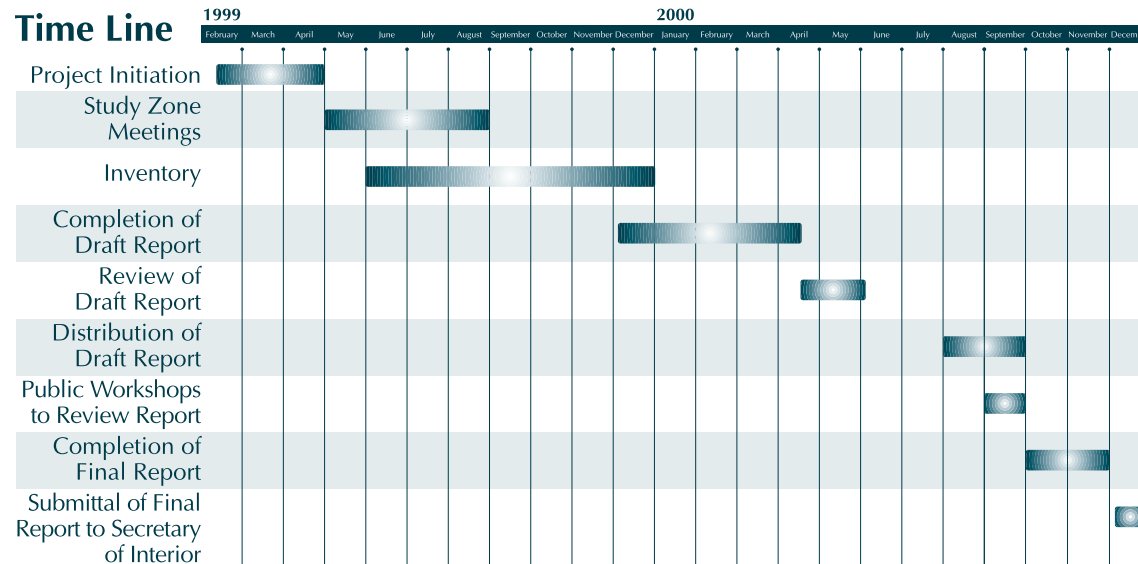 Time Line
1999
2000
February March April May June July August September October November December January February March April May June July August September October November Decem
Project Initiation
Study Zone
Meetings
Inventory
Completion of
Draft Report
Review of
Draft Report
Distribution of
Draft Report
Public Workshops
to Review Report
Completion of
Final Report
Submittal of Final
Report to Secretary
of Interior